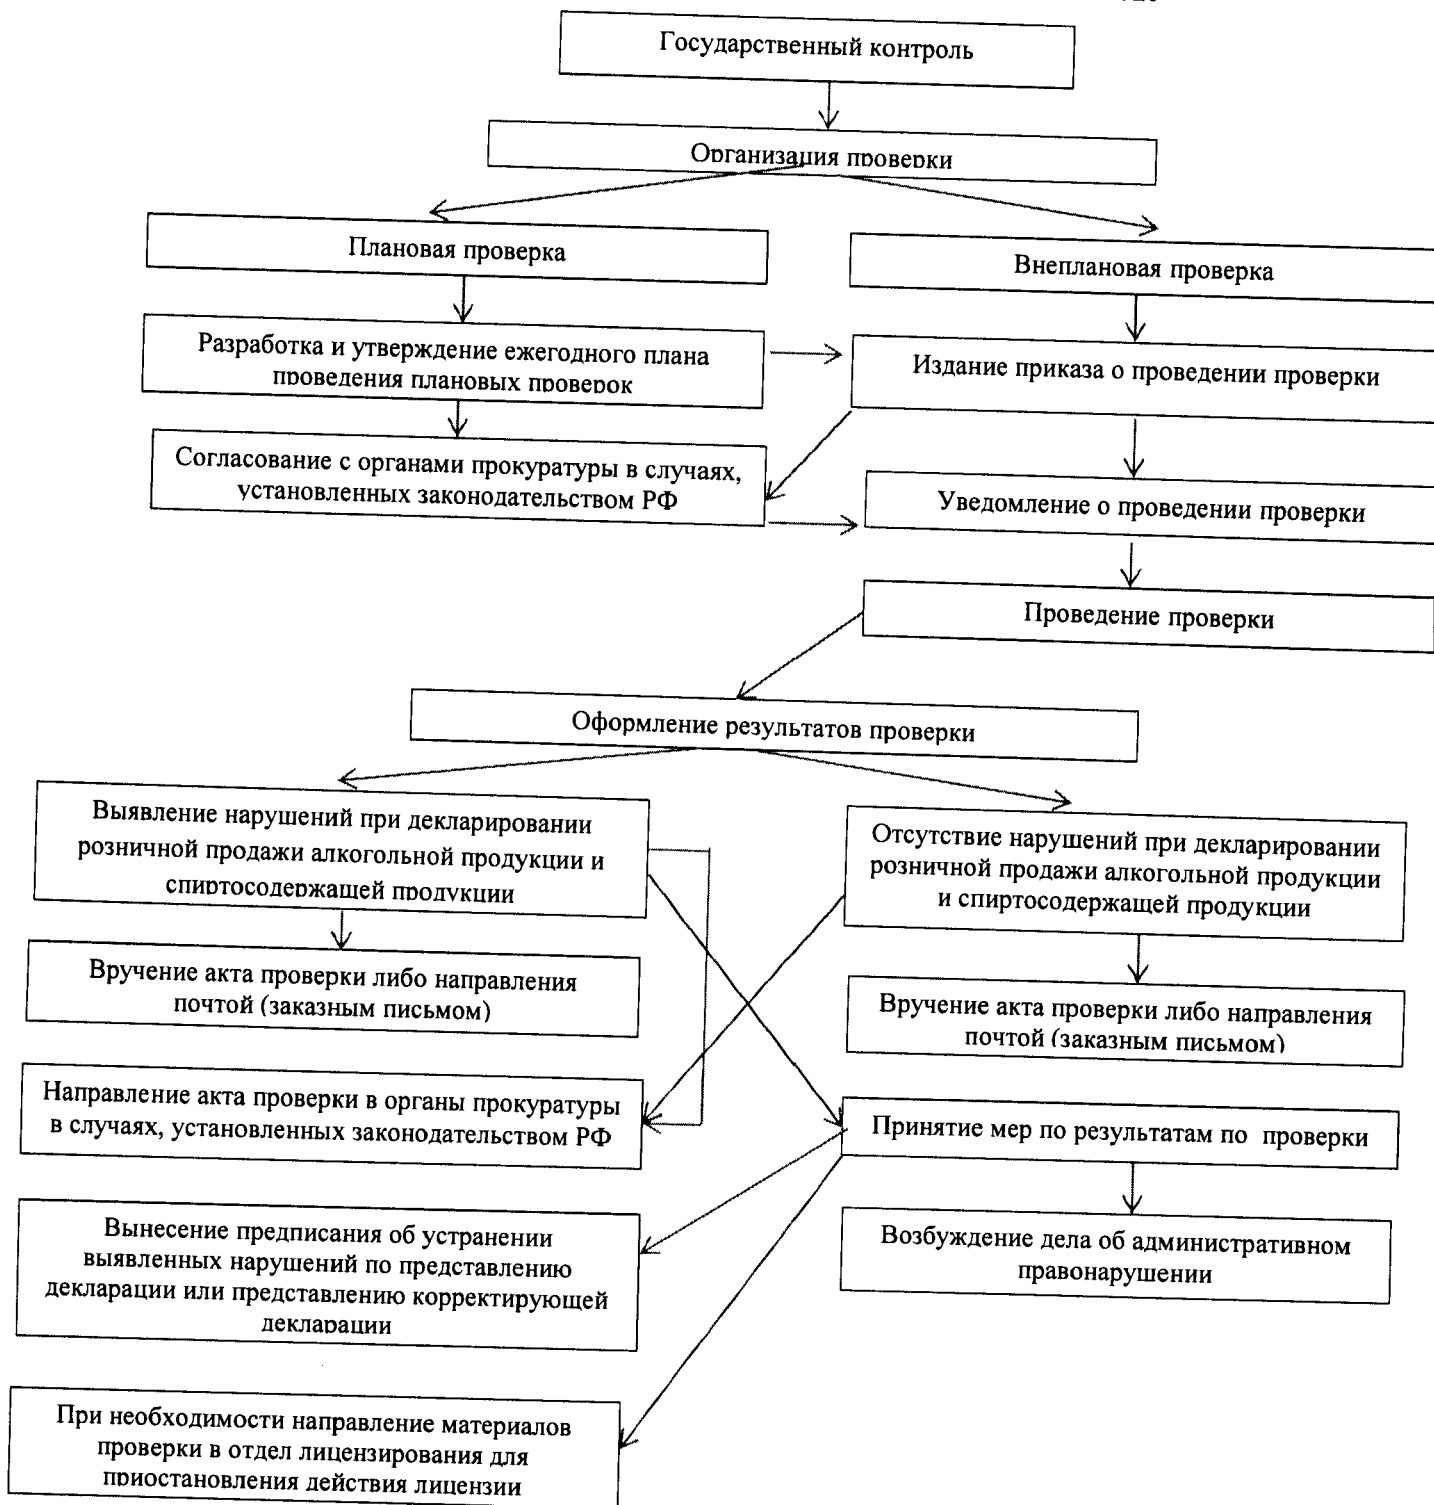 Государственный контроль
Организация проверки
Плановая проверка
Внеплановая проверка
Разработка и утверждение ежегодного плана
проведения плановых проверок
Издание приказа о проведении проверки
Согласование с органами прокуратуры в случаях,
установленных законодательством РФ
Уведомление о проведении проверки
Проведение проверки
Оформление результатов проверки
Выявление нарушений при декларировании
розничной продажи алкогольной продукции и
спиртосодержащей продукции
Отсутствие нарушений при декларировании
розничной продажи алкогольной продукции
и спиртосодержащей продукции
Вручение акта проверки либо направления
почтой (заказным письмом)
Вручение акта проверки либо направления
почтой (заказным письмом)
Направление акта проверки в органы прокуратуры
в случаях, установленных законодательством РФ
Принятие мер по результатам по проверки
Вынесение предписания об устранении
выявленных нарушений по представлению
декларации или представлению корректирующей
декларации
Возбуждение дела об административном
правонарушении
При необходимости направление материалов
проверки в отдел лицензирования для
приостановления действия лицензии